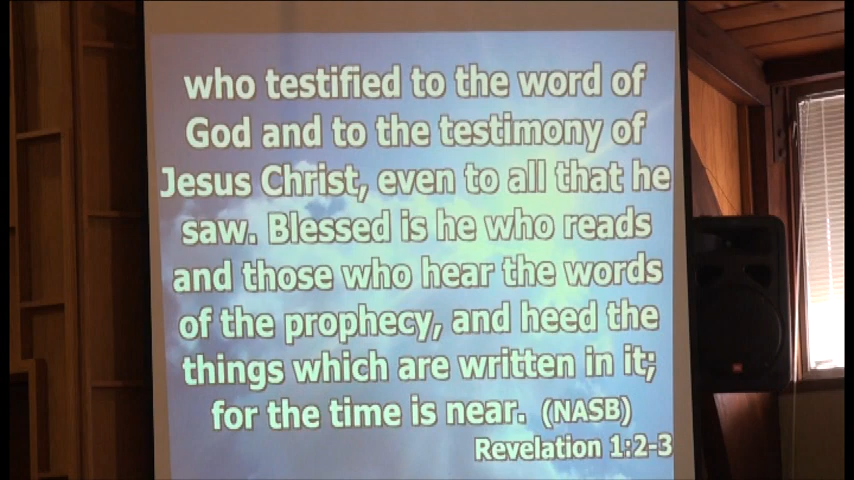 who testified to the word of
God and to the testimony of
Jesus Christ, even to all that he
saw. Blessed is he who reads
and those who hear the words
of the prophecy, and heed the
things which are written in it;
for the time is near. (NASB)
Revelation 1:2-3